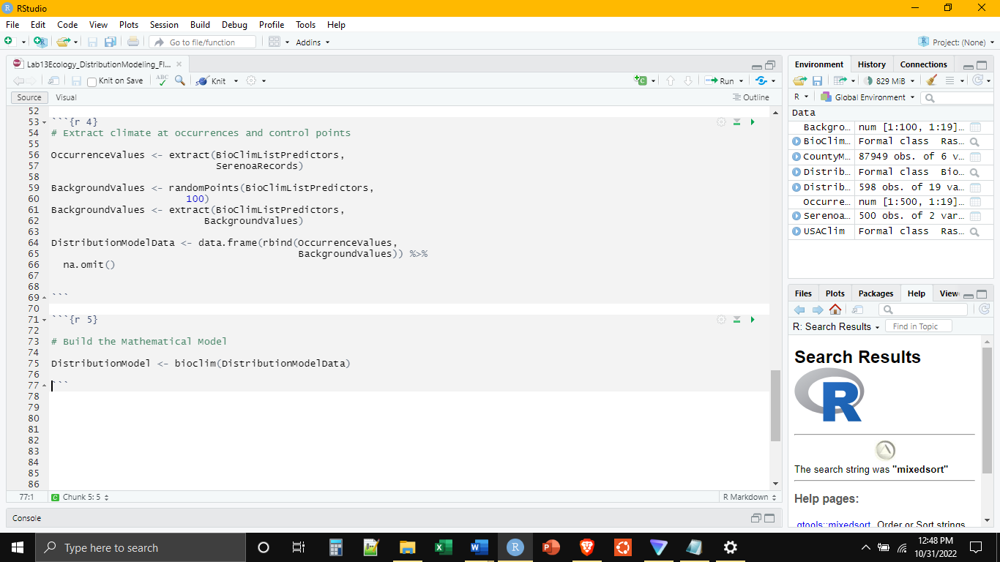 RStudio
File Edit Code View Plots Session Build Debug Profile Tools Help
Go to file/function Addins Project: (None)
Lab13Ecology_DistributionModeling_Fl...
Knit on Save ABC Knit Run
Source Visual Outline
52
53 ```{r 4}
54 # Extract climate at occurrences and control points
55
56 OccurrenceValues <- extract(BioClimListPredictors,
57 SerenoaRecords)
58
59 BackgroundValues <- randomPoints(BioClimListPredictors,
60 100)
61 BackgroundValues <- extract(BioClimListPredictors,
62 BackgroundValues)
63
64 DistributionModelData <- data.frame(rbind(OccurrenceValues,
65 BackgroundValues)) %>%
66 na.omit()
67
68
69 ```
70
71 ```{r 5}
72
73 # Build the Mathematical Model
74
75 DistributionModel <- bioclim(DistributionModelData)
76
77 ```
78
79
80
81
82
83
84
85
86
77:1 C Chunk 5: 5 R Markdown
Console
Environment History Connections
829 MiB
R Global Environment
Data
Backgro... num [1:100, 1:19]...
BioClim... Formal class Ras...
CountyM... 87949 obs. of 6 v...
Distrib... Formal class Bio...
Distrib... 598 obs. of 19 va...
Occurre... num [1:500, 1:19]...
Serenoa... 500 obs. of 2 var...
USAClim Formal class Ras...
Files Plots Packages Help View
R: Search Results Find in Topic
Search Results
R
The search string was "mixedsort"
Help pages:
gtools::mixedsort Order or Sort strings
Type here to search
12:48 PM
10/31/2022